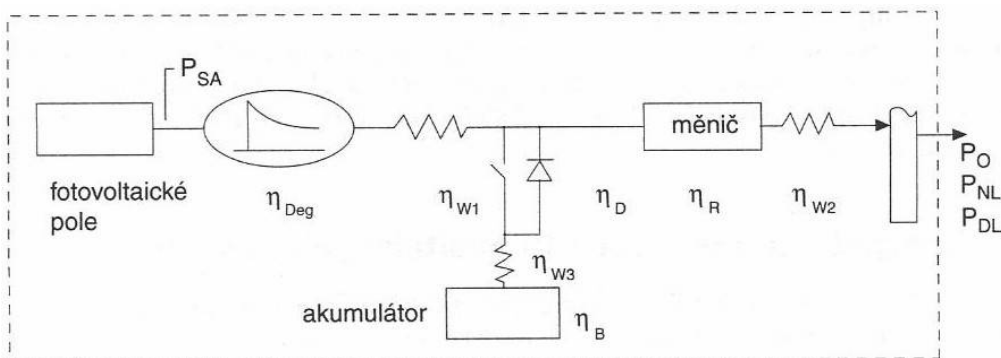 P_SA
měnič
P_O
P_NL
P_DL
fotovoltaické
pole
η_Deg
η_W1
η_D
η_R
η_W2
η_W3
akumulátor
η_B